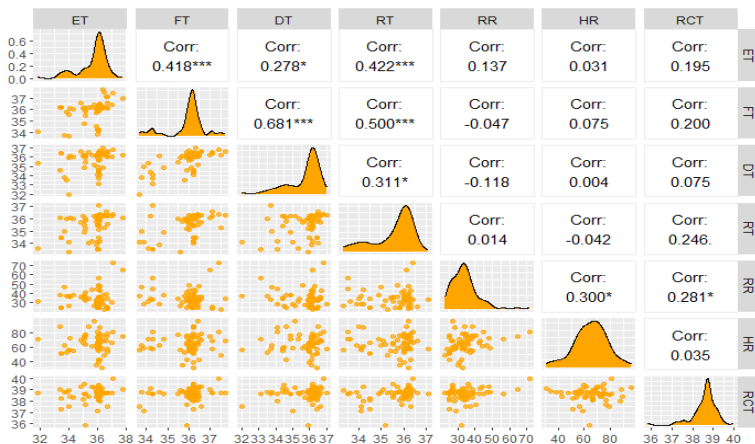 ET FT DT RT RR HR RCT
0.6
0.4
0.2
0.0
Corr:
0.418***
Corr:
0.278*
Corr:
0.422***
Corr:
0.137
Corr:
0.031
Corr:
0.195
ET
37
36
35
34
Corr:
0.681***
Corr:
0.500***
Corr:
-0.047
Corr:
0.075
Corr:
0.200
FT
37
36
35
34
33
32
Corr:
0.311*
Corr:
-0.118
Corr:
0.004
Corr:
0.075
DT
37
36
35
34
Corr:
0.014
Corr:
-0.042
Corr:
0.246.
RT
70
60
50
40
30
Corr:
0.300*
Corr:
0.281*
RR
80
60
40
Corr:
0.035
HR
40
39
38
37
36
RCT
32 34 36 38
34 35 36 37
32 33 34 35 36 37
34 35 36 37
30 40 50 60 70
40 60 80
36 37 38 39 40